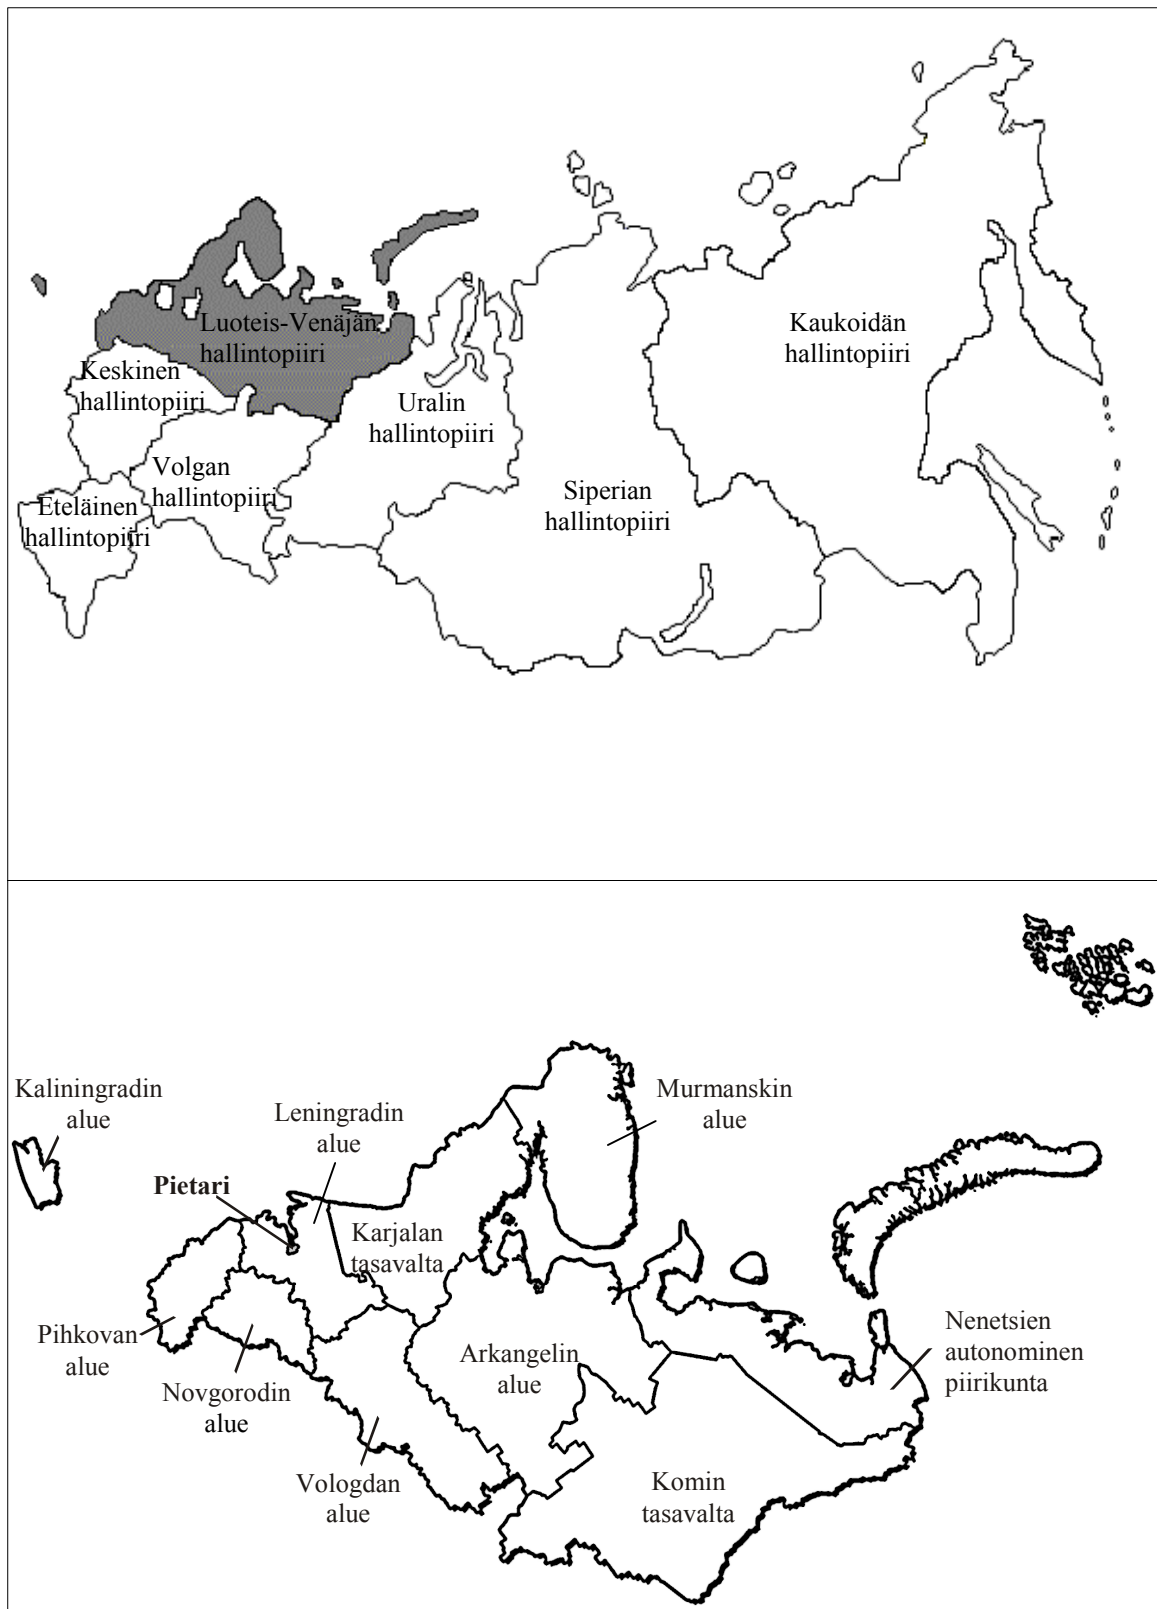 Luoteis-Venäjän
hallintopiiri
Kaukoidän
hallintopiiri
Keskinen
hallintopiiri
Uralin
hallintopiiri
Volgan
hallintopiiri
Siperian
hallintopiiri
Eteläinen
hallintopiiri
Kaliningradin
alue
Leningradin
alue
Murmanskin
alue
Pietari
Karjalan
tasavalta
Pihkovan
alue
Novgorodin
alue
Arkangelin
alue
Nenetsien
autonominen
piirikunta
Vologdan
alue
Komin
tasavalta